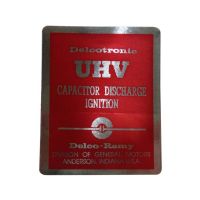 Delcotronic
UHV
CAPACITOR DISCHARGE
IGNITION
Delco-Remy
DIVISION OF GENERAL MOTORS
ANDERSON, INDIANA U.S.A.